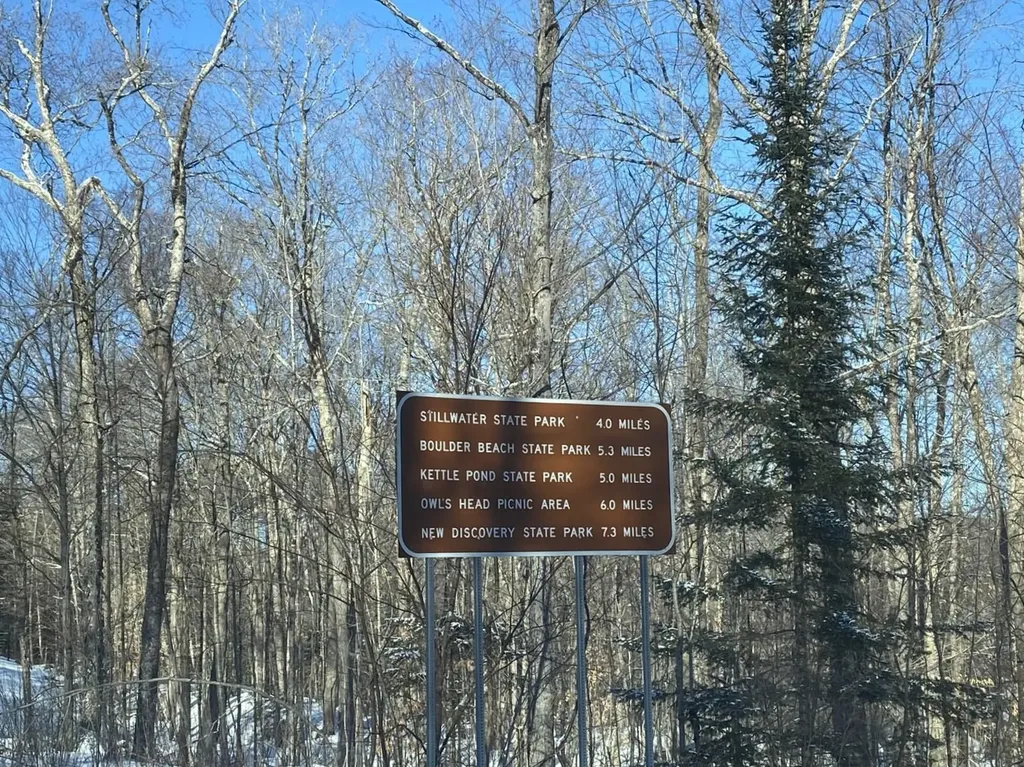 STILLWATER STATE PARK 4.0 MILES
BOULDER BEACH STATE PARK 5.3 MILES
KETTLE POND STATE PARK 5.0 MILES
OWL'S HEAD PICNIC AREA 6.0 MILES
NEW DISCOVERY STATE PARK 7.3 MILES